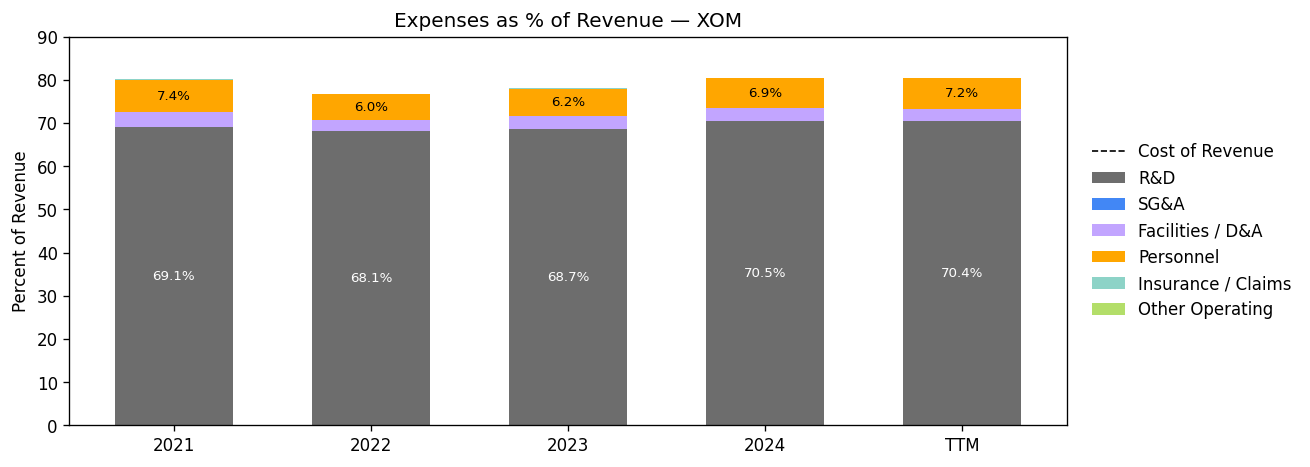 Expenses as % of Revenue — XOM
Percent of Revenue
90
80
70
60
50
40
30
20
10
0
7.4%
6.0%
6.2%
6.9%
7.2%
69.1%
68.1%
68.7%
70.5%
70.4%
2021
2022
2023
2024
TTM
Cost of Revenue
R&D
SG&A
Facilities / D&A
Personnel
Insurance / Claims
Other Operating